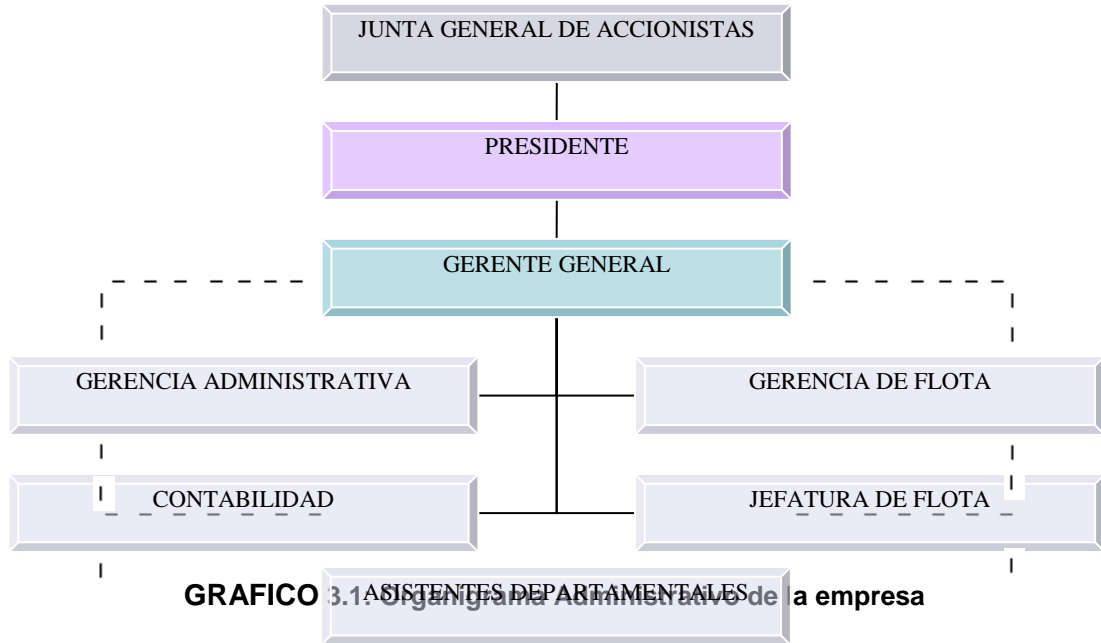 JUNTA GENERAL DE ACCIONISTAS
PRESIDENTE
GERENTE GENERAL
GERENCIA ADMINISTRATIVA
GERENCIA DE FLOTA
CONTABILIDAD
JEFATURA DE FLOTA
ASISTENTES DEPARTAMENTALES
GRAFICO 3.1: Organigrama Administrativo de la empresa